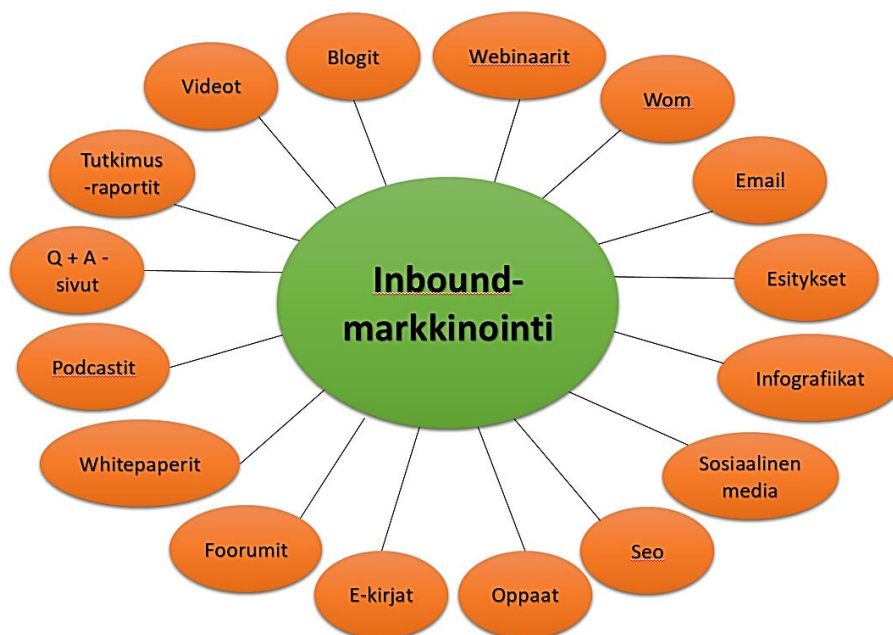 Inbound-
markkinointi
Blogit
Webinaarit
Wom
Email
Esitykset
Infografiikat
Sosiaalinen
media
Seo
Oppaat
E-kirjat
Foorumit
Whitepaperit
Podcastit
Q + A -
sivut
Tutkimus
-raportit
Videot